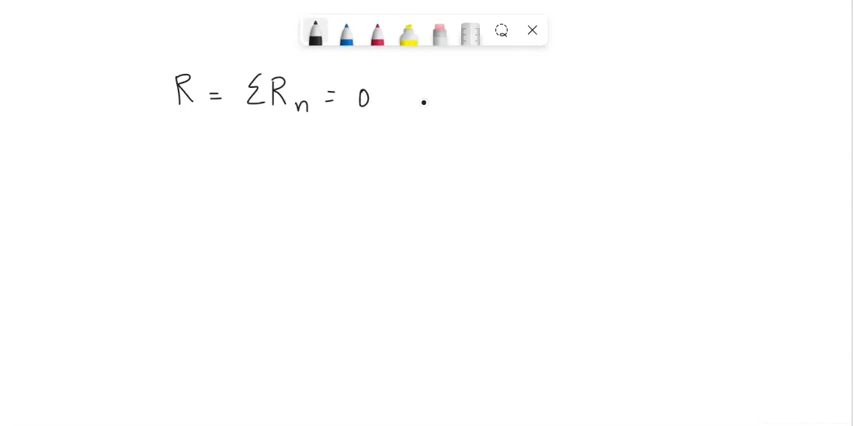 R = ΣRn = 0